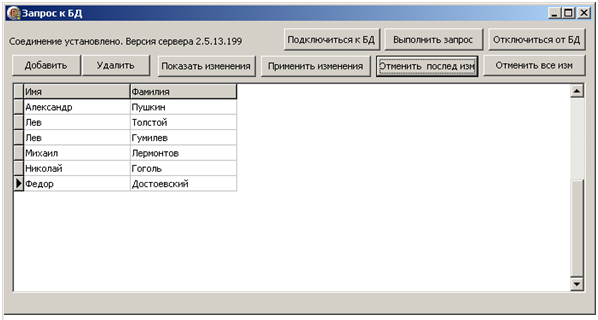 Запрос к БД
Соединение установлено. Версия сервера 2.5.13.199
Подключиться к БД
Выполнить запрос
Отключиться от БД
Добавить
Удалить
Показать изменения
Применить изменения
Отменить послед изм
Отменить все изм
Имя Фамилия
Александр Пушкин
Лев Толстой
Лев Гумилев
Михаил Лермонтов
Николай Гоголь
Федор Достоевский